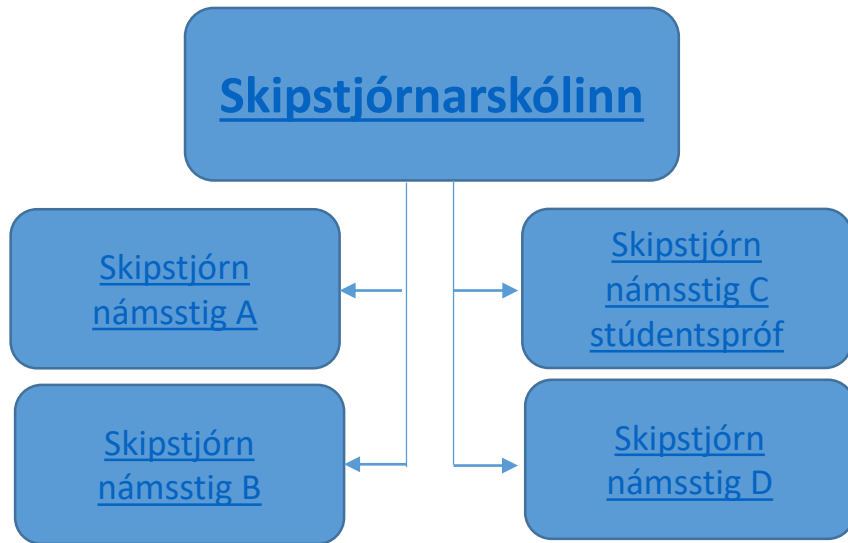 Skipstjórnarskólinn
Skipstjórn
námsstig A
Skipstjórn
námsstig C
stúdentspróf
Skipstjórn
námsstig B
Skipstjórn
námsstig D